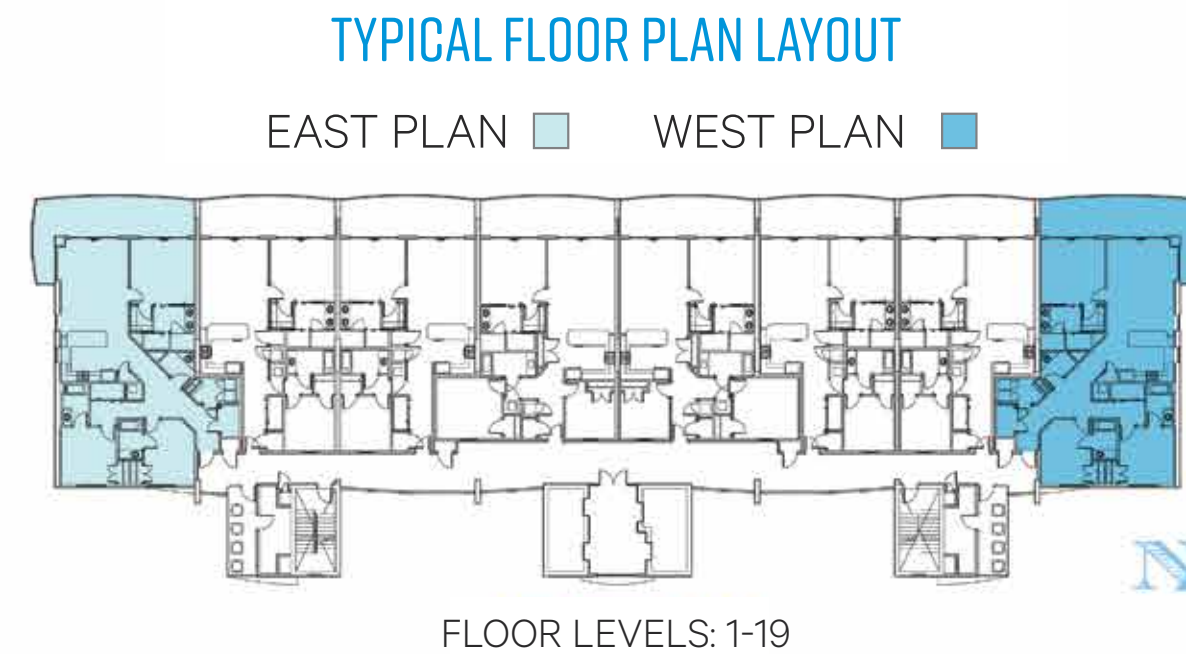 TYPICAL FLOOR PLAN LAYOUT
EAST PLAN WEST PLAN
N
FLOOR LEVELS: 1-19